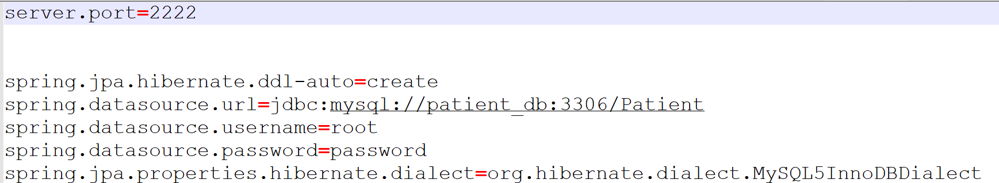 server.port=2222
spring.jpa.hibernate.ddl-auto=create
spring.datasource.url=jdbc:mysql://patient_db:3306/Patient
spring.datasource.username=root
spring.datasource.password=password
spring.jpa.properties.hibernate.dialect=org.hibernate.dialect.MySQL5InnoDBDialect